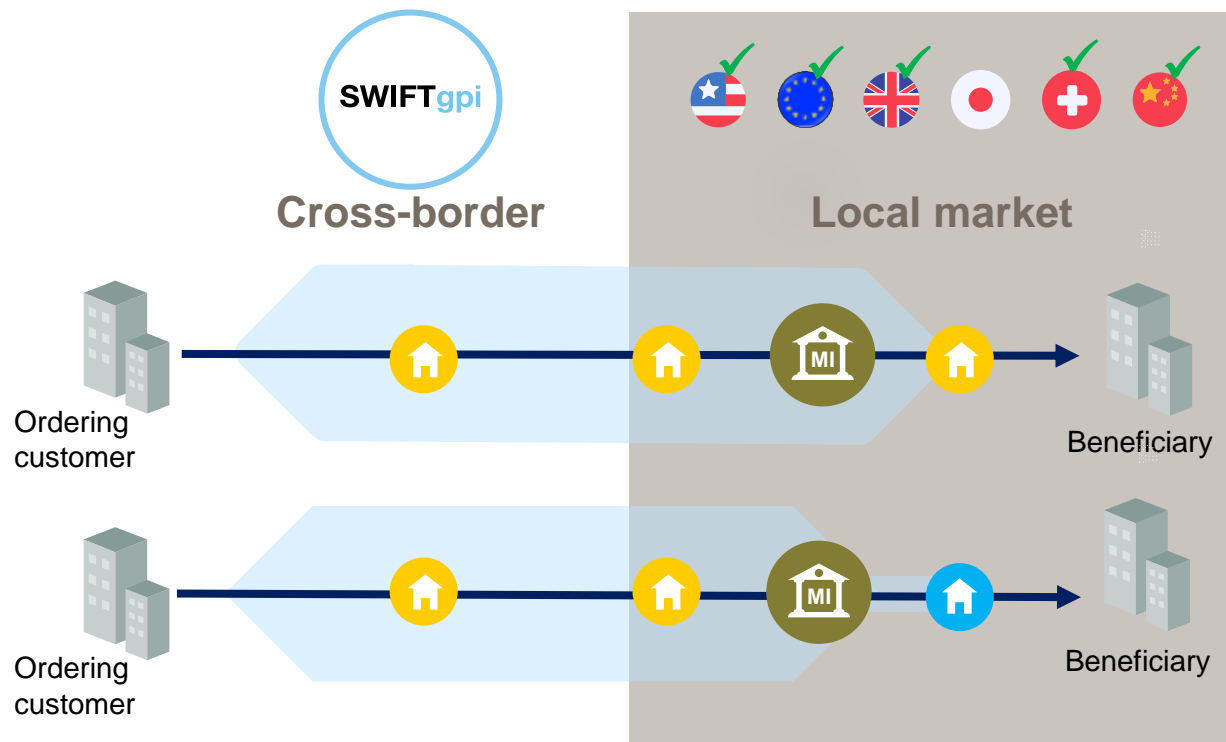 SWIFTgpi
Cross-border
Local market
MI
Ordering
customer
Beneficiary
MI
Ordering
customer
Beneficiary